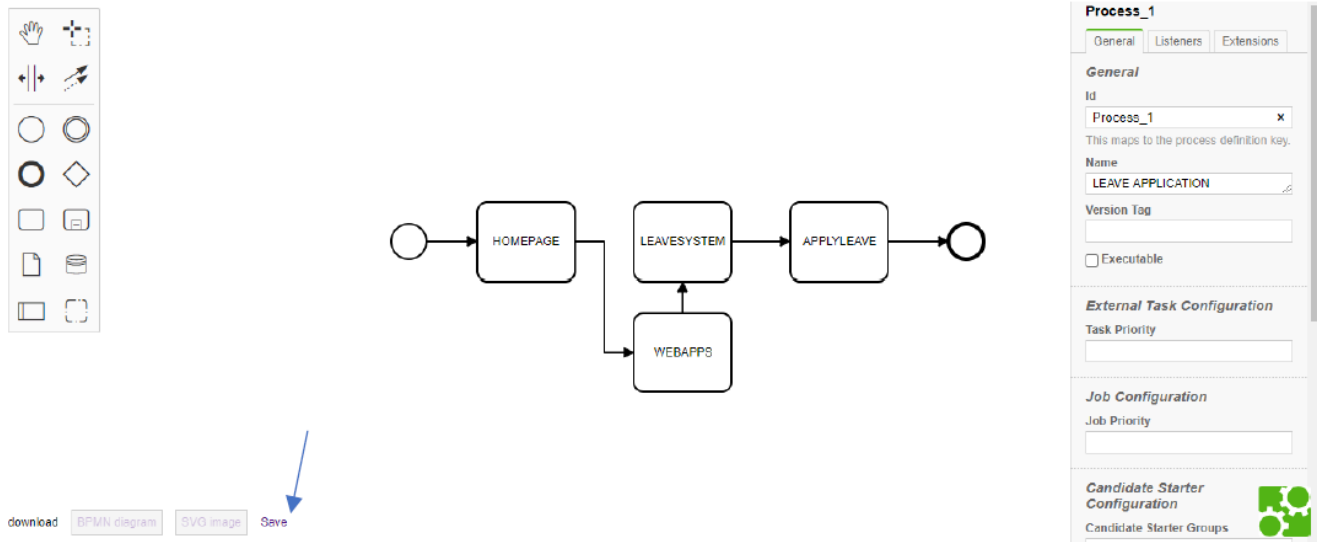 HOMEPAGE
LEAVESYSTEM
APPLYLEAVE
WEBAPPS
download
BPMN diagram
SVG image
Save
Process_1
General
Listeners
Extensions
General
Id
Process_1
x
This maps to the process definition key.
Name
LEAVE APPLICATION
Version Tag
Executable
External Task Configuration
Task Priority
Job Configuration
Job Priority
Candidate Starter
Configuration
Candidate Starter Groups